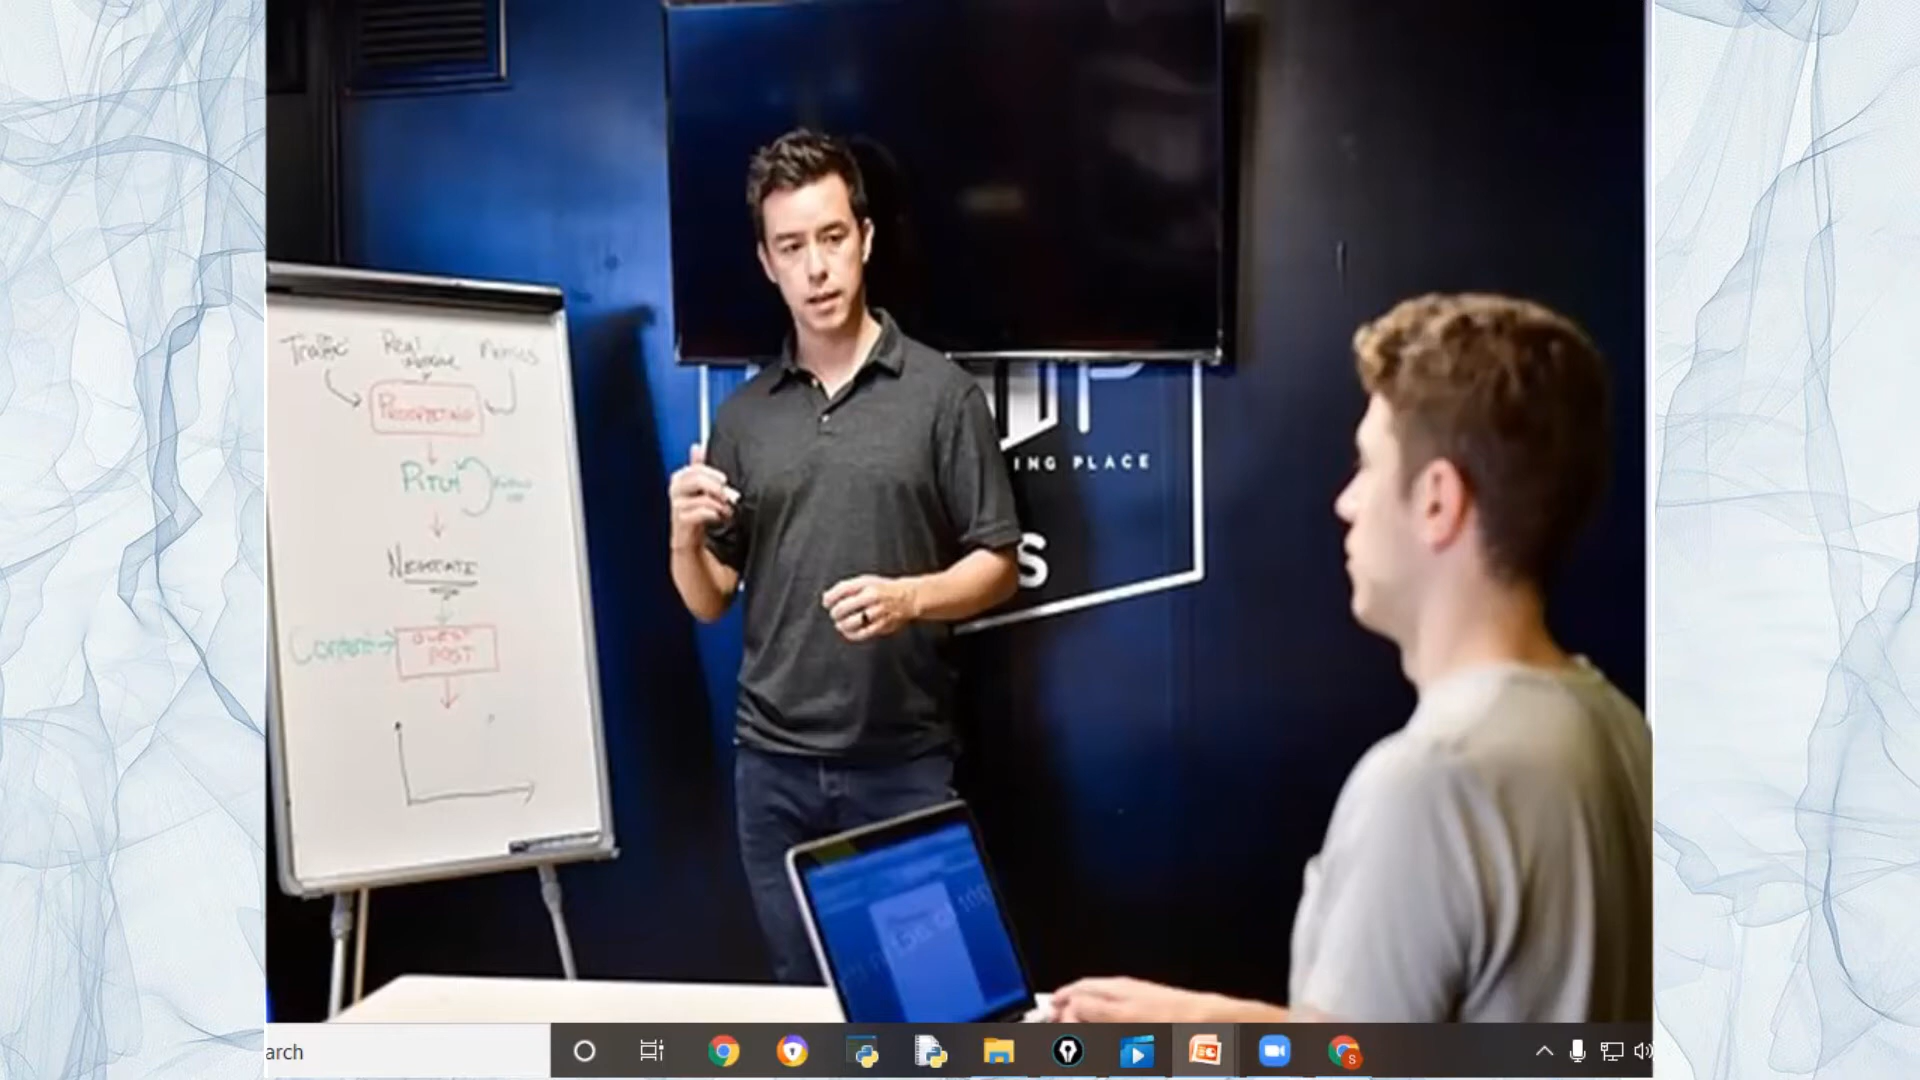 Traffic Real Metrics
Prospecting
Pitch
Negotiate
Content
Guest
Post
ING PLACE
S
arch